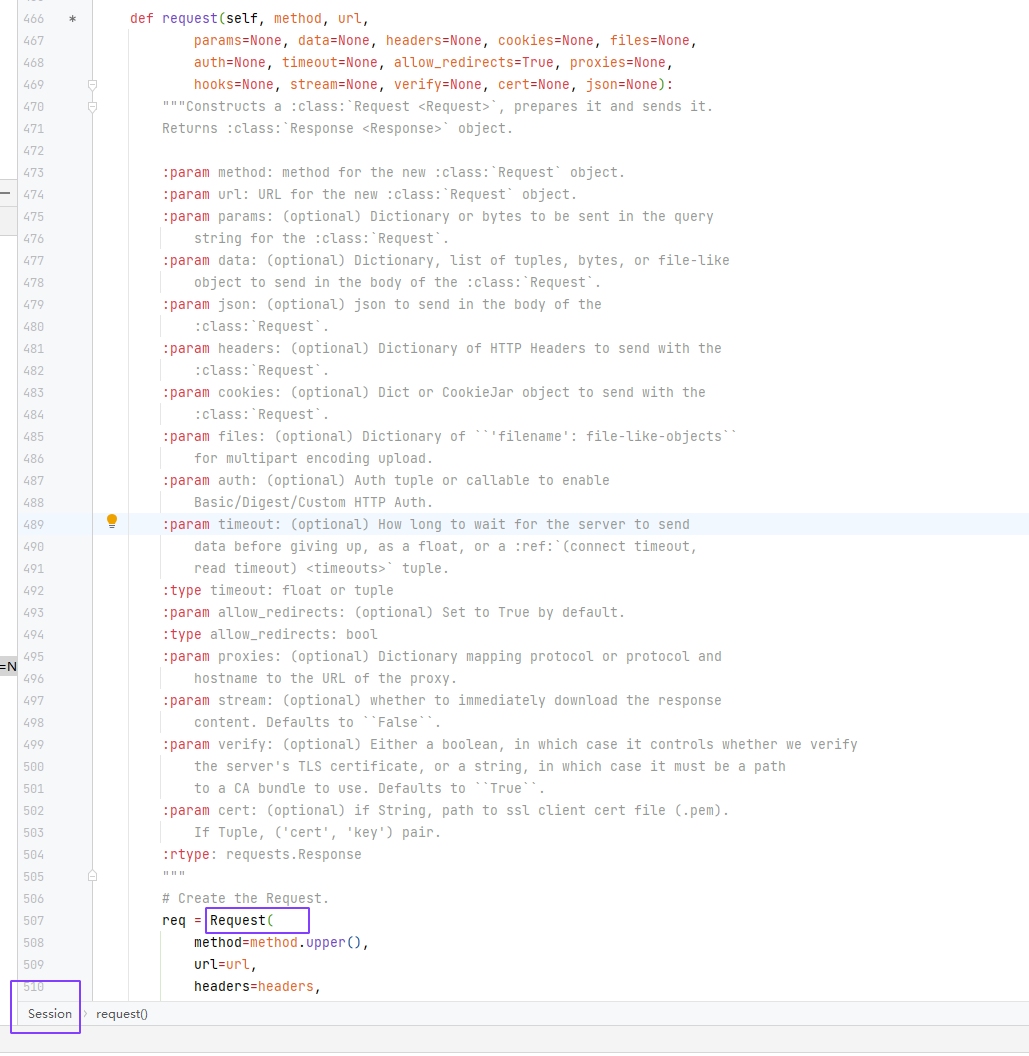 466 * def request(self, method, url,
467 params=None, data=None, headers=None, cookies=None, files=None,
468 auth=None, timeout=None, allow_redirects=True, proxies=None,
469 hooks=None, stream=None, verify=None, cert=None, json=None):
470 """Constructs a :class:`Request <Request>`, prepares it and sends it.
471 Returns :class:`Response <Response>` object.
472
473 :param method: method for the new :class:`Request` object.
474 :param url: URL for the new :class:`Request` object.
475 :param params: (optional) Dictionary or bytes to be sent in the query
476 string for the :class:`Request`.
477 :param data: (optional) Dictionary, list of tuples, bytes, or file-like
478 object to send in the body of the :class:`Request`.
479 :param json: (optional) json to send in the body of the
480 :class:`Request`.
481 :param headers: (optional) Dictionary of HTTP Headers to send with the
482 :class:`Request`.
483 :param cookies: (optional) Dict or CookieJar object to send with the
484 :class:`Request`.
485 :param files: (optional) Dictionary of ``'filename': file-like-objects``
486 for multipart encoding upload.
487 :param auth: (optional) Auth tuple or callable to enable
488 Basic/Digest/Custom HTTP Auth.
489 :param timeout: (optional) How long to wait for the server to send
490 data before giving up, as a float, or a :ref:`(connect timeout,
491 read timeout) <timeouts>` tuple.
492 :type timeout: float or tuple
493 :param allow_redirects: (optional) Set to True by default.
494 :type allow_redirects: bool
495 :param proxies: (optional) Dictionary mapping protocol or protocol and
=N
496 hostname to the URL of the proxy.
497 :param stream: (optional) whether to immediately download the response
498 content. Defaults to ``False``.
499 :param verify: (optional) Either a boolean, in which case it controls whether we verify
500 the server's TLS certificate, or a string, in which case it must be a path
501 to a CA bundle to use. Defaults to ``True``.
502 :param cert: (optional) if String, path to ssl client cert file (.pem).
503 If Tuple, ('cert', 'key') pair.
504 :rtype: requests.Response
505 """
506 # Create the Request.
507 req = Request(
508 method=method.upper(),
509 url=url,
510 headers=headers,
Session › request()